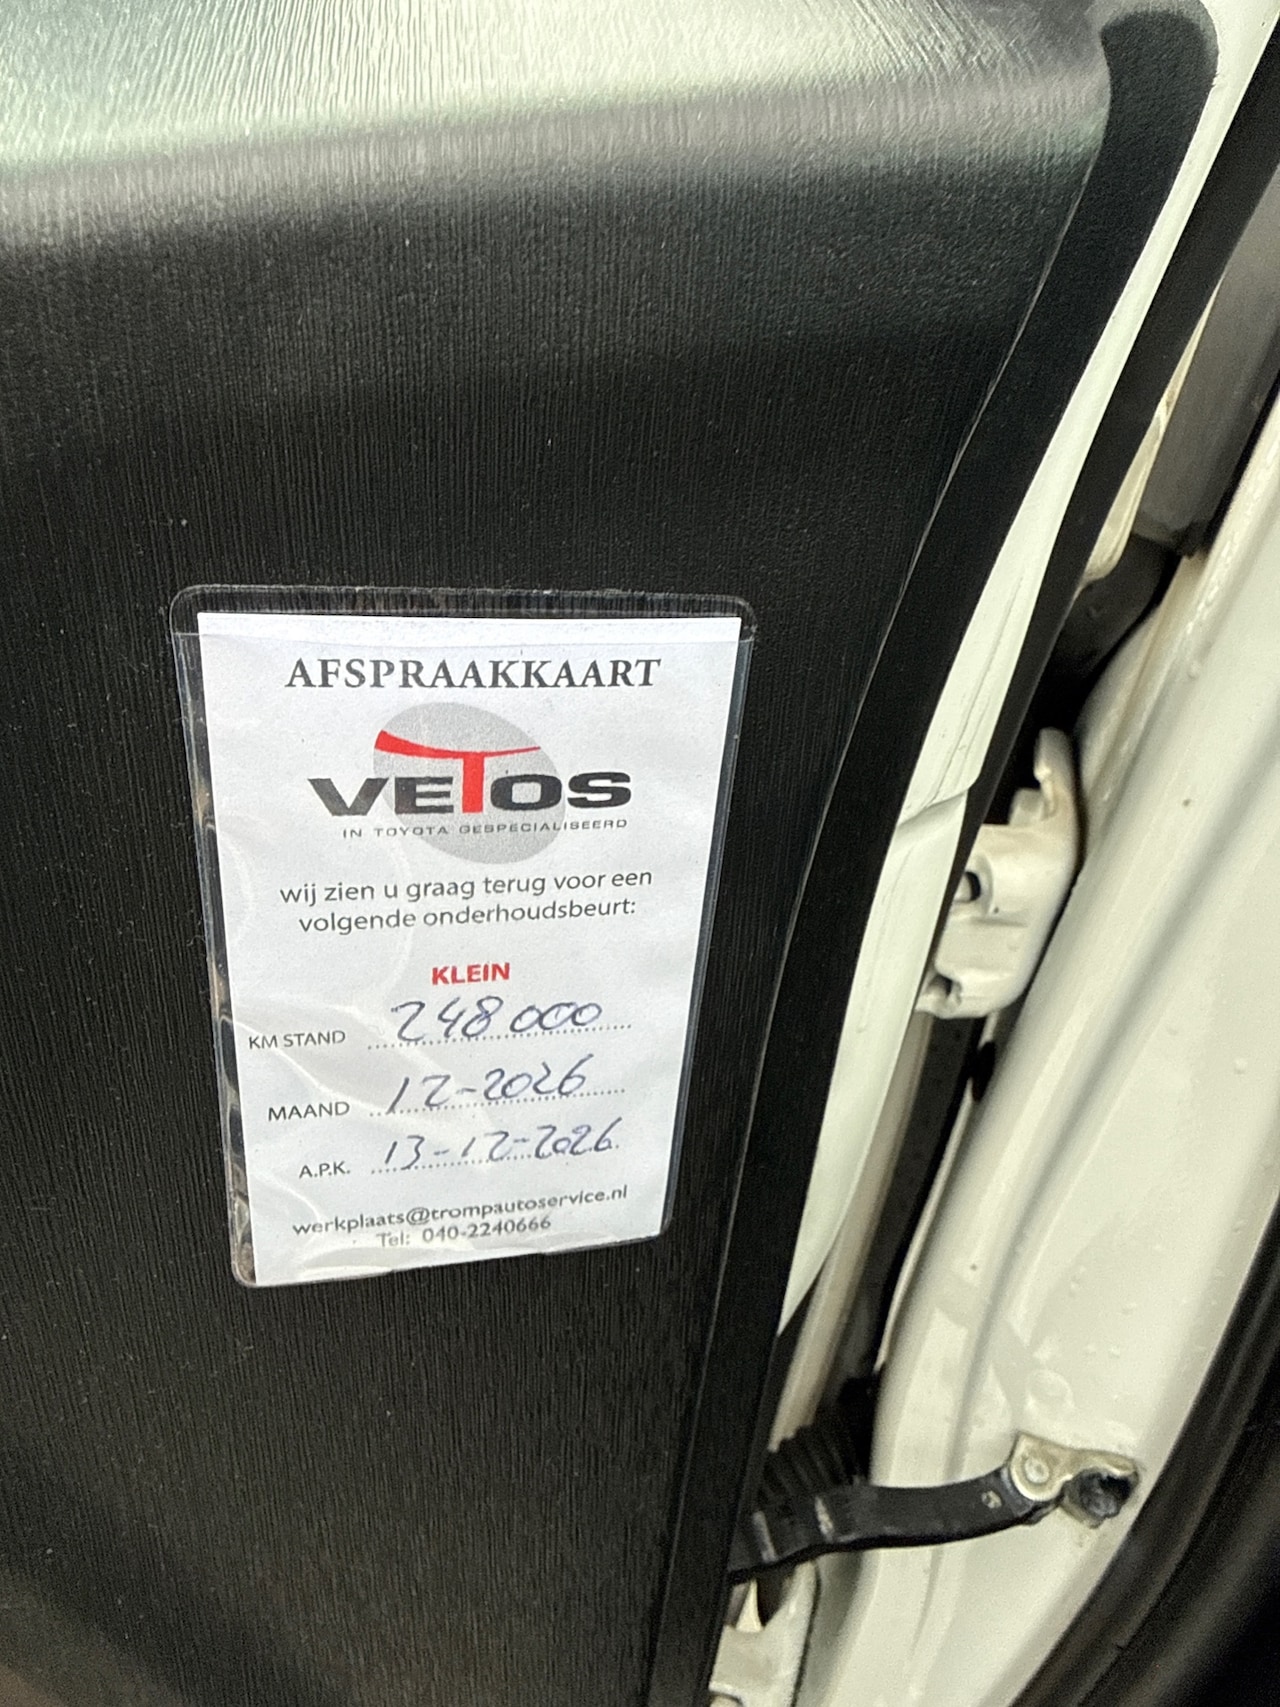 AFSPRAAKKAART
VETOS
IN TOYOTA GESPECIALISEERD
wij zien u graag terug voor een
volgende onderhoudsbeurt:
KLEIN
KM STAND 248 000
MAAND 12-2026
A.P.K. 13-12-2026
werkplaats@trompautoservice.nl
Tel: 040-2240666